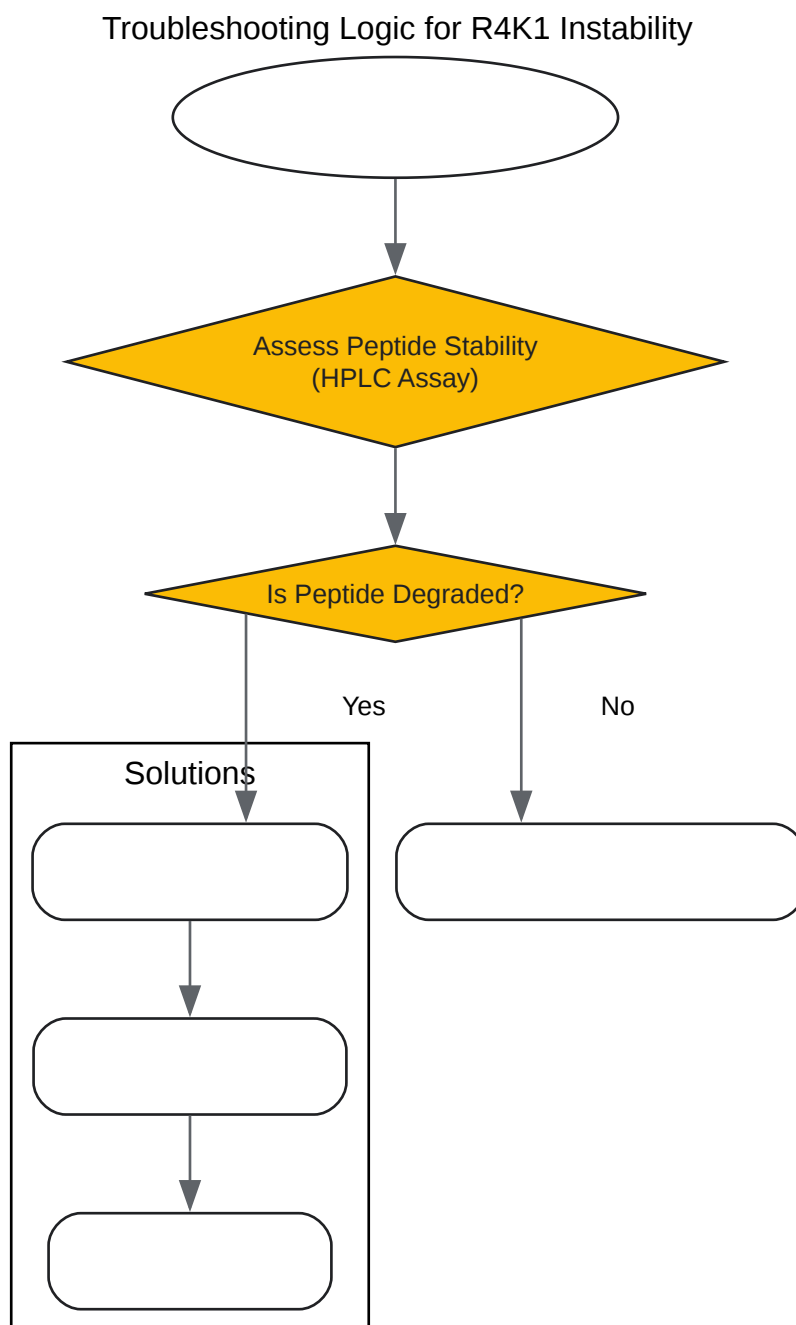 Troubleshooting Logic for R4K1 Instability
Assess Peptide Stability
(HPLC Assay)
Is Peptide Degraded?
Yes
No
Solutions